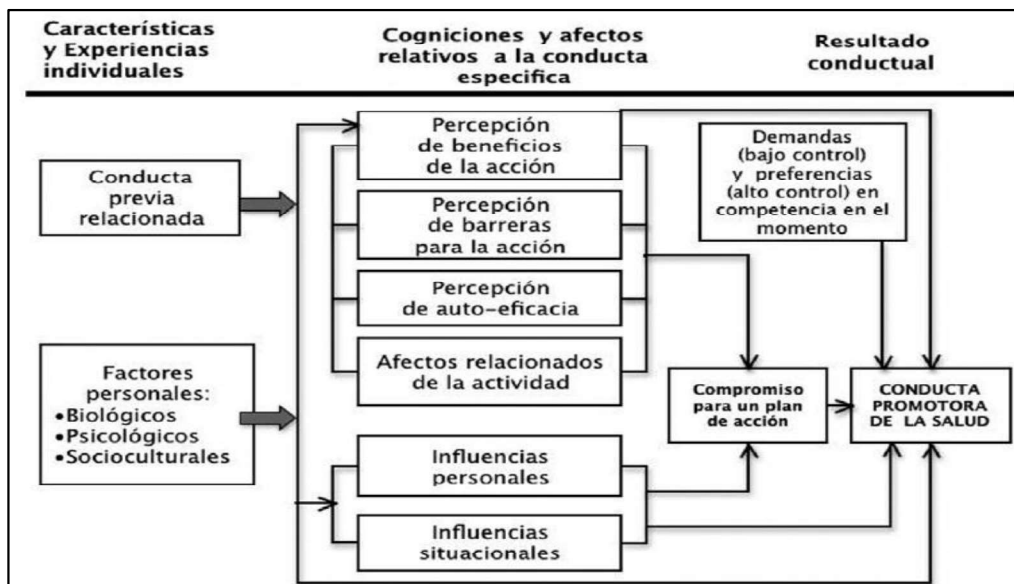 Características
y Experiencias
individuales
Cogniciones y afectos
relativos a la conducta
especifica
Resultado
conductual
Conducta
previa
relacionada
Factores
personales:
•Biológicos
•Psicológicos
•Socioculturales
Percepción
de beneficios
de la acción
Percepción
de barreras
para la acción
Percepción
de auto-eficacia
Afectos relacionados
de la actividad
Influencias
personales
Influencias
situacionales
Demandas
(bajo control)
y preferencias
(alto control) en
competencia en el
momento
Compromiso
para un plan
de acción
CONDUCTA
PROMOTORA
DE LA SALUD